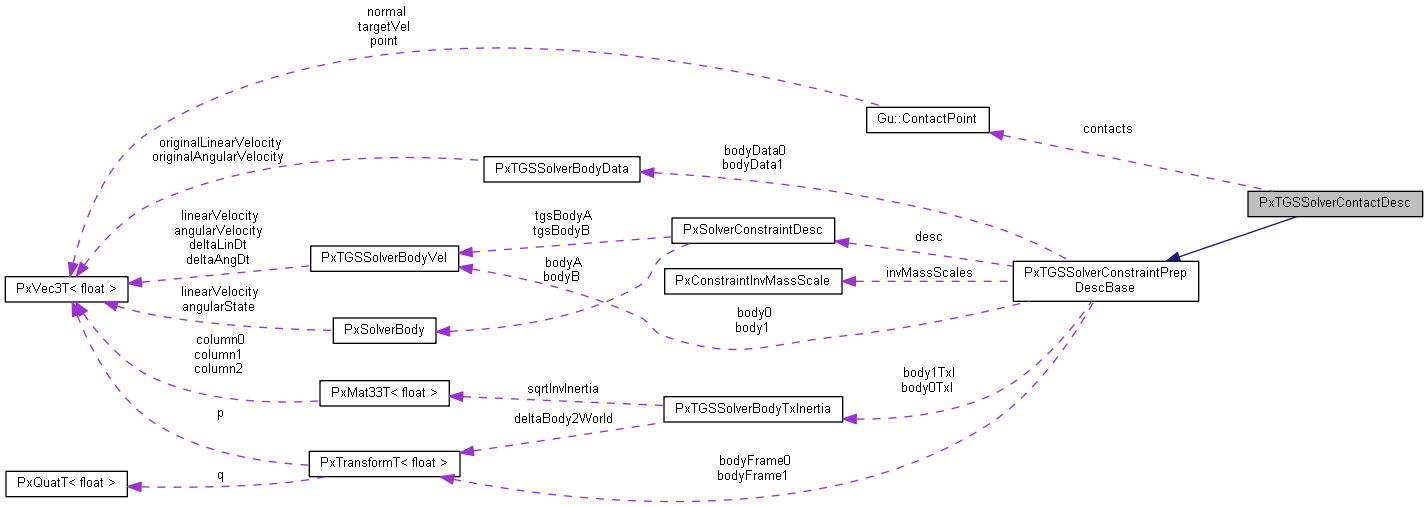 normal
targetVel
point
Gu::ContactPoint
contacts
originalLinearVelocity
originalAngularVelocity
PxTGSSolverBodyData
bodyData0
bodyData1
PxTGSSolverContactDesc
linearVelocity
angularVelocity
deltaLinDt
deltaAngDt
PxTGSSolverBodyVel
tgsBodyA
tgsBodyB
PxSolverConstraintDesc
desc
PxVec3T< float >
bodyA
bodyB
PxConstraintInvMassScale
invMassScales
PxTGSSolverConstraintPrep
DescBase
linearVelocity
angularState
PxSolverBody
body0
body1
column0
column1
column2
PxMat33T< float >
sqrtInvInertia
PxTGSSolverBodyTxInertia
body1TxI
body0TxI
p
deltaBody2World
PxTransformT< float >
PxQuatT< float >
q
bodyFrame0
bodyFrame1